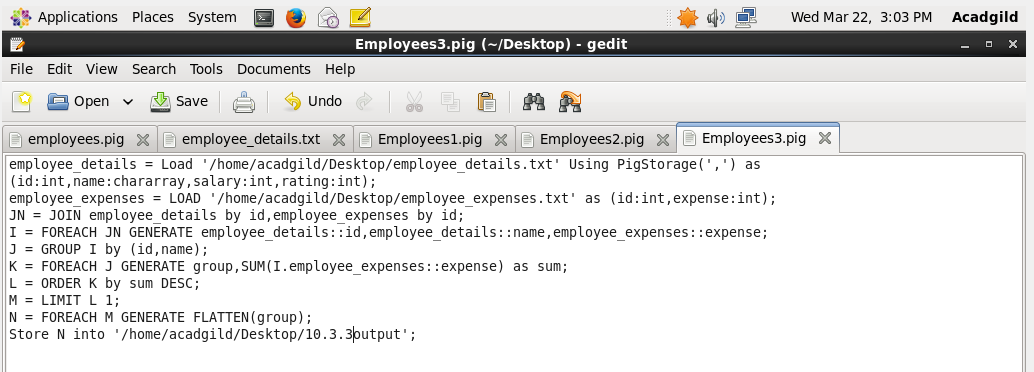 Applications Places System Wed Mar 22, 3:03 PM Acadgild
Employees3.pig (~/Desktop) - gedit
File Edit View Search Tools Documents Help
Open Save Undo
employees.pig employee_details.txt Employees1.pig Employees2.pig Employees3.pig
employee_details = Load '/home/acadgild/Desktop/employee_details.txt' Using PigStorage(',') as
(id:int,name:chararray,salary:int,rating:int);
employee_expenses = LOAD '/home/acadgild/Desktop/employee_expenses.txt' as (id:int,expense:int);
JN = JOIN employee_details by id,employee_expenses by id;
I = FOREACH JN GENERATE employee_details::id,employee_details::name,employee_expenses::expense;
J = GROUP I by (id,name);
K = FOREACH J GENERATE group,SUM(I.employee_expenses::expense) as sum;
L = ORDER K by sum DESC;
M = LIMIT L 1;
N = FOREACH M GENERATE FLATTEN(group);
Store N into '/home/acadgild/Desktop/10.3.3output';